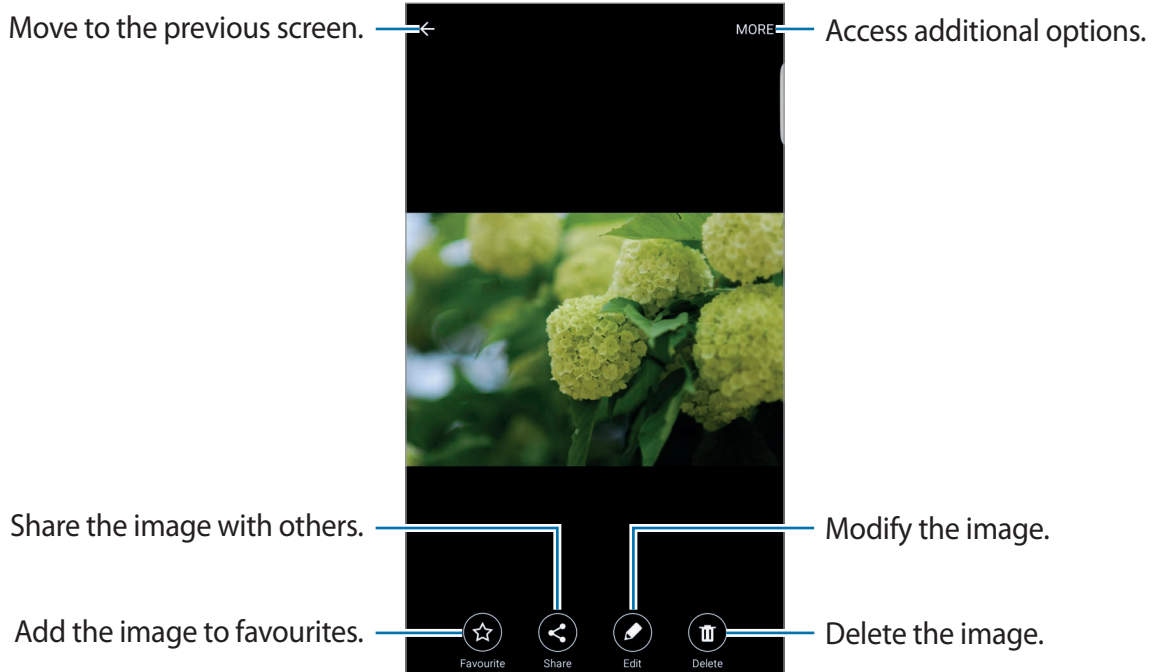 Move to the previous screen.
MORE
Access additional options.
Share the image with others.
Modify the image.
Add the image to favourites.
Delete the image.
Favourite
Share
Edit
Delete